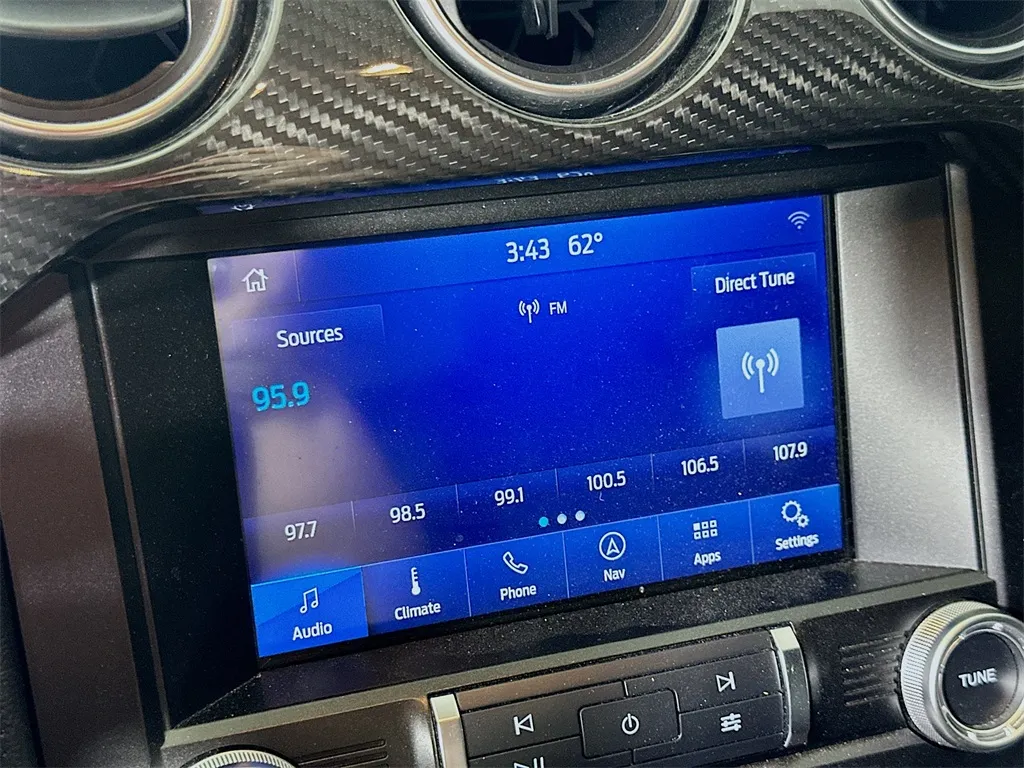 3:43 62°
Direct Tune
FM
Sources
95.9
97.7 98.5 99.1 100.5 106.5 107.9
Audio Climate Phone Nav Apps Settings
TUNE